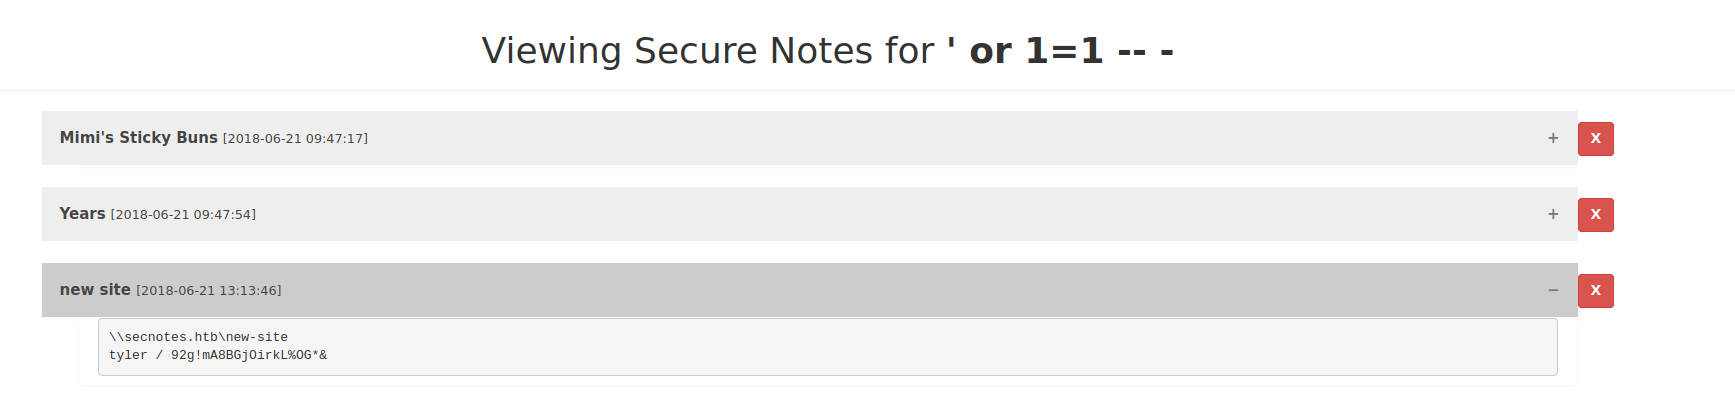 Viewing Secure Notes for ' or 1=1 -- -
Mimi's Sticky Buns [2018-06-21 09:47:17] + X
Years [2018-06-21 09:47:54] + X
new site [2018-06-21 13:13:46] − X
\\secnotes.htb\new-site
tyler / 92g!mA8BGjOirkL%OG*&